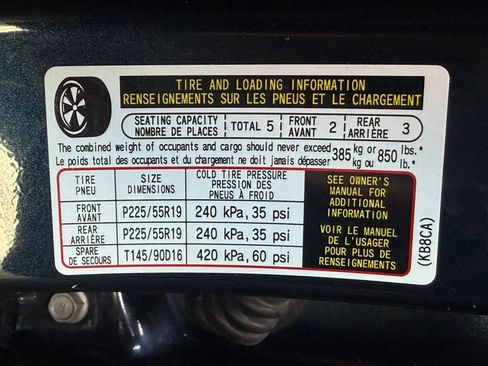 TIRE AND LOADING INFORMATION
RENSEIGNEMENTS SUR LES PNEUS ET LE CHARGEMENT
SEATING CAPACITY
NOMBRE DE PLACES
TOTAL 5
FRONT
AVANT 2
REAR
ARRIÈRE 3
The combined weight of occupants and cargo should never exceed 385 kg or 850 lbs.*
Le poids total des occupants et du chargement ne doit jamais dépasser 385 kg ou 850 lb.*
TIRE
PNEU
SIZE
DIMENSIONS
COLD TIRE PRESSURE
PRESSION DES
PNEUS À FROID
FRONT
AVANT
P225/55R19
240 kPa, 35 psi
REAR
ARRIÈRE
P225/55R19
240 kPa, 35 psi
SPARE
DE SECOURS
T145/90D16
420 kPa, 60 psi
SEE OWNER'S
MANUAL FOR
ADDITIONAL
INFORMATION
VOIR LE MANUEL
DE L'USAGER
POUR PLUS DE
RENSEIGNEMENTS
(KB8CA)